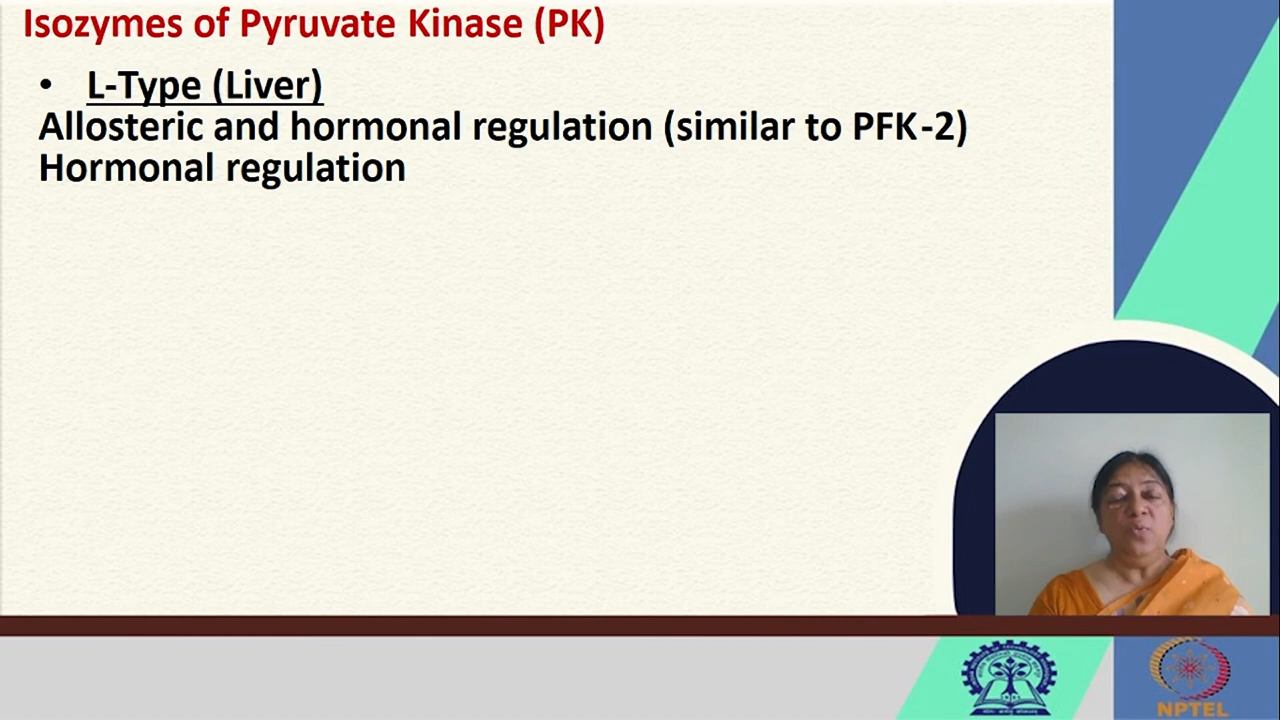 Isozymes of Pyruvate Kinase (PK)
• L-Type (Liver)
Allosteric and hormonal regulation (similar to PFK-2)
Hormonal regulation
NPTEL